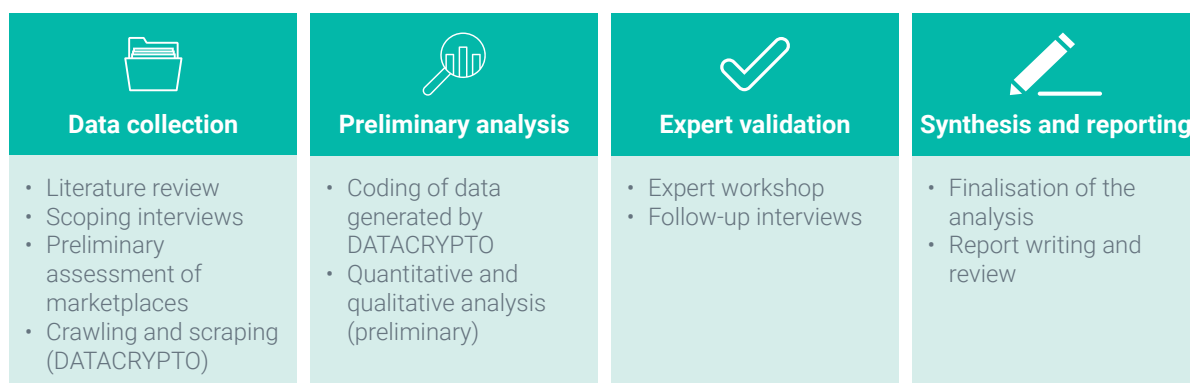 Data collection
• Literature review
• Scoping interviews
• Preliminary
assessment of
marketplaces
• Crawling and scraping
(DATACRYPTO)
Preliminary analysis
• Coding of data
generated by
DATACRYPTO
• Quantitative and
qualitative analysis
(preliminary)
Expert validation
• Expert workshop
• Follow-up interviews
Synthesis and reporting
• Finalisation of the
analysis
• Report writing and
review